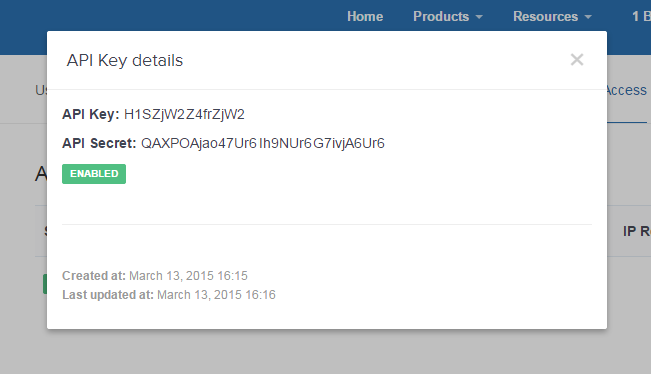 Home Products Resources 1 B
API Key details
Us
Access
API Key: H1SZjW2Z4frZjW2
API Secret: QAXPOAjao47Ur6Ih9NUr6G7ivjA6Ur6
ENABLED
A
S
IP R
Created at: March 13, 2015 16:15
Last updated at: March 13, 2015 16:16